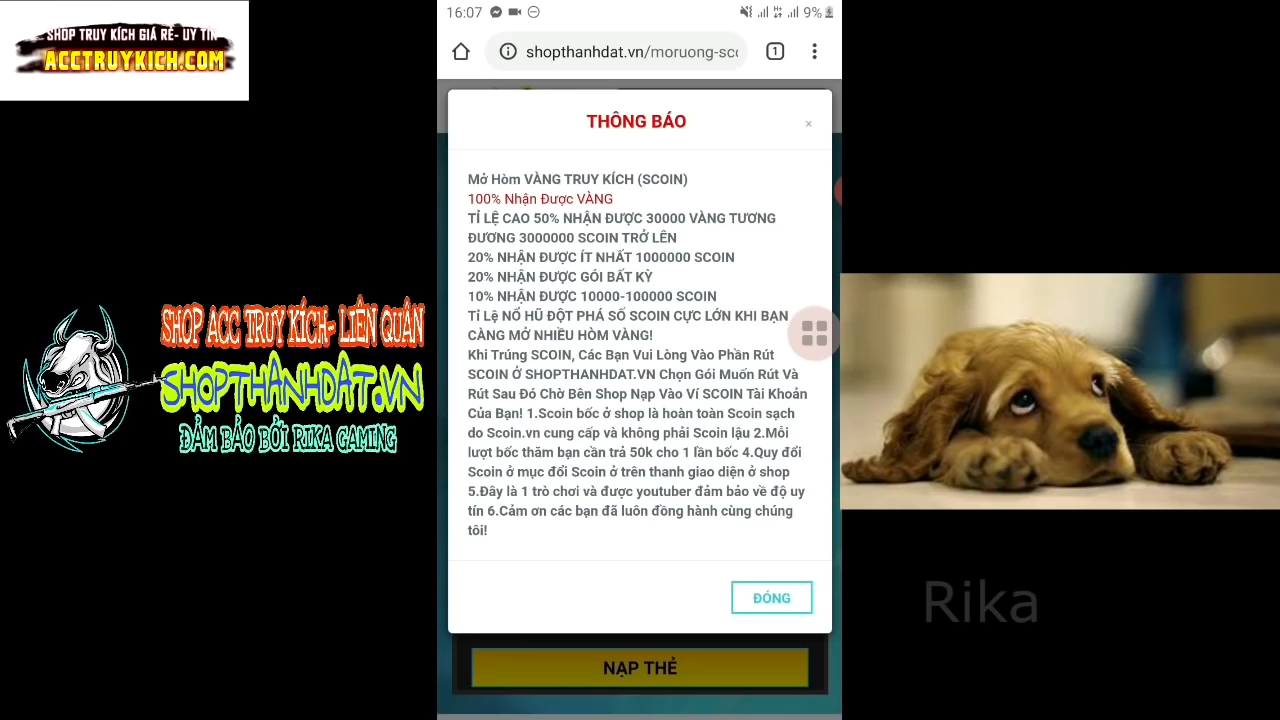 SHOP TRUY KÍCH GIÁ RẺ- UY TÍN
ACCTRUYKICH.COM
SHOP ACC TRUY KÍCH- LIÊN QUÂN
SHOPTHANHDAT.VN
ĐẢM BẢO BỞI RIKA GAMING
16:07
9%
shopthanhdat.vn/moruong-sco
1
THÔNG BÁO
×
Mở Hòm VÀNG TRUY KÍCH (SCOIN)
100% Nhận Được VÀNG
TỈ LỆ CAO 50% NHẬN ĐƯỢC 30000 VÀNG TƯƠNG
ĐƯƠNG 3000000 SCOIN TRỞ LÊN
20% NHẬN ĐƯỢC ÍT NHẤT 1000000 SCOIN
20% NHẬN ĐƯỢC GÓI BẤT KỲ
10% NHẬN ĐƯỢC 10000-100000 SCOIN
Tỉ Lệ NỔ HŨ ĐỘT PHÁ SỐ SCOIN CỰC LỚN KHI BẠN
CÀNG MỞ NHIỀU HÒM VÀNG!
Khi Trúng SCOIN, Các Bạn Vui Lòng Vào Phần Rút
SCOIN Ở SHOPTHANHDAT.VN Chọn Gói Muốn Rút Và
Rút Sau Đó Chờ Bên Shop Nạp Vào Ví SCOIN Tài Khoản
Của Bạn! 1.Scoin bốc ở shop là hoàn toàn Scoin sạch
do Scoin.vn cung cấp và không phải Scoin lậu 2.Mỗi
lượt bốc thăm bạn cần trả 50k cho 1 lần bốc 4.Quy đổi
Scoin ở mục đổi Scoin ở trên thanh giao diện ở shop
5.Đây là 1 trò chơi và được youtuber đảm bảo về độ uy
tín 6.Cảm ơn các bạn đã luôn đồng hành cùng chúng
tôi!
ĐÓNG
NẠP THẺ
Rika